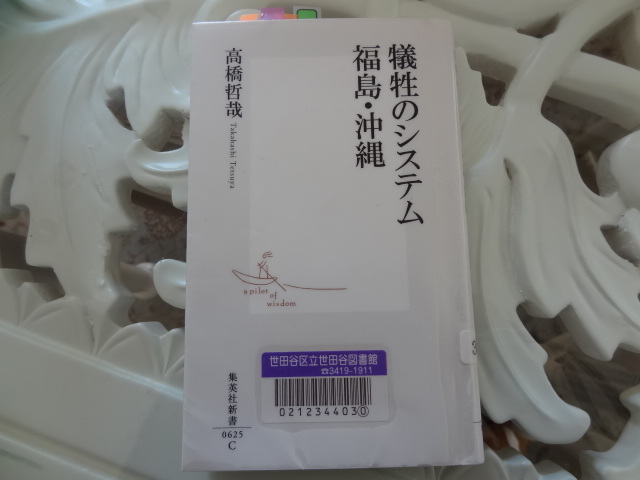 犠牲のシステム
福島・沖縄
高橋哲哉
Takahashi Tetsuya
a pilot
of
wisdom
世田谷区立世田谷図書館
☎3419-1911
0212344030
集英社新書
0625
C
3